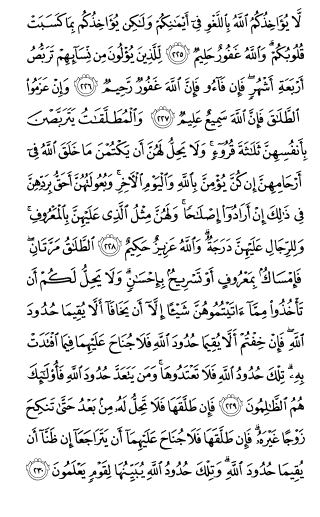 لَّا يُؤَاخِذُكُمُ ٱللَّهُ بِٱللَّغْوِ فِىٓ أَيْمَـٰنِكُمْ وَلَـٰكِن يُؤَاخِذُكُم بِمَا كَسَبَتْ
قُلُوبُكُمْ ۗ وَٱللَّهُ غَفُورٌ حَلِيمٌ ٢٢٥ لِّلَّذِينَ يُؤْلُونَ مِن نِّسَآئِهِمْ تَرَبُّصُ
أَرْبَعَةِ أَشْهُرٍ ۖ فَإِن فَآءُو فَإِنَّ ٱللَّهَ غَفُورٌ رَّحِيمٌ ٢٢٦ وَإِنْ عَزَمُوا۟
ٱلطَّلَـٰقَ فَإِنَّ ٱللَّهَ سَمِيعٌ عَلِيمٌ ٢٢٧ وَٱلْمُطَلَّقَـٰتُ يَتَرَبَّصْنَ
بِأَنفُسِهِنَّ ثَلَـٰثَةَ قُرُوٓءٍ ۚ وَلَا يَحِلُّ لَهُنَّ أَن يَكْتُمْنَ مَا خَلَقَ ٱللَّهُ فِىٓ
أَرْحَامِهِنَّ إِن كُنَّ يُؤْمِنَّ بِٱللَّهِ وَٱلْيَوْمِ ٱلْـَٔاخِرِ ۚ وَبُعُولَتُهُنَّ أَحَقُّ بِرَدِّهِنَّ
فِى ذَٰلِكَ إِنْ أَرَادُوٓا۟ إِصْلَـٰحًا ۚ وَلَهُنَّ مِثْلُ ٱلَّذِى عَلَيْهِنَّ بِٱلْمَعْرُوفِ ۚ
وَلِلرِّجَالِ عَلَيْهِنَّ دَرَجَةٌ ۗ وَٱللَّهُ عَزِيزٌ حَكِيمٌ ٢٢٨ ٱلطَّلَـٰقُ مَرَّتَانِ ۖ
فَإِمْسَاكٌۢ بِمَعْرُوفٍ أَوْ تَسْرِيحٌۢ بِإِحْسَـٰنٍ ۗ وَلَا يَحِلُّ لَكُمْ أَن
تَأْخُذُوا۟ مِمَّآ ءَاتَيْتُمُوهُنَّ شَيْـًٔا إِلَّآ أَن يَخَافَآ أَلَّا يُقِيمَا حُدُودَ
ٱللَّهِ ۖ فَإِنْ خِفْتُمْ أَلَّا يُقِيمَا حُدُودَ ٱللَّهِ فَلَا جُنَاحَ عَلَيْهِمَا فِيمَا ٱفْتَدَتْ
بِهِۦ ۗ تِلْكَ حُدُودُ ٱللَّهِ فَلَا تَعْتَدُوهَا ۚ وَمَن يَتَعَدَّ حُدُودَ ٱللَّهِ فَأُو۟لَـٰٓئِكَ
هُمُ ٱلظَّـٰلِمُونَ ٢٢٩ فَإِن طَلَّقَهَا فَلَا تَحِلُّ لَهُۥ مِنۢ بَعْدُ حَتَّىٰ تَنكِحَ
زَوْجًا غَيْرَهُۥ ۗ فَإِن طَلَّقَهَا فَلَا جُنَاحَ عَلَيْهِمَآ أَن يَتَرَاجَعَآ إِن ظَنَّآ أَن
يُقِيمَا حُدُودَ ٱللَّهِ ۗ وَتِلْكَ حُدُودُ ٱللَّهِ يُبَيِّنُهَا لِقَوْمٍ يَعْلَمُونَ ٢٣٠